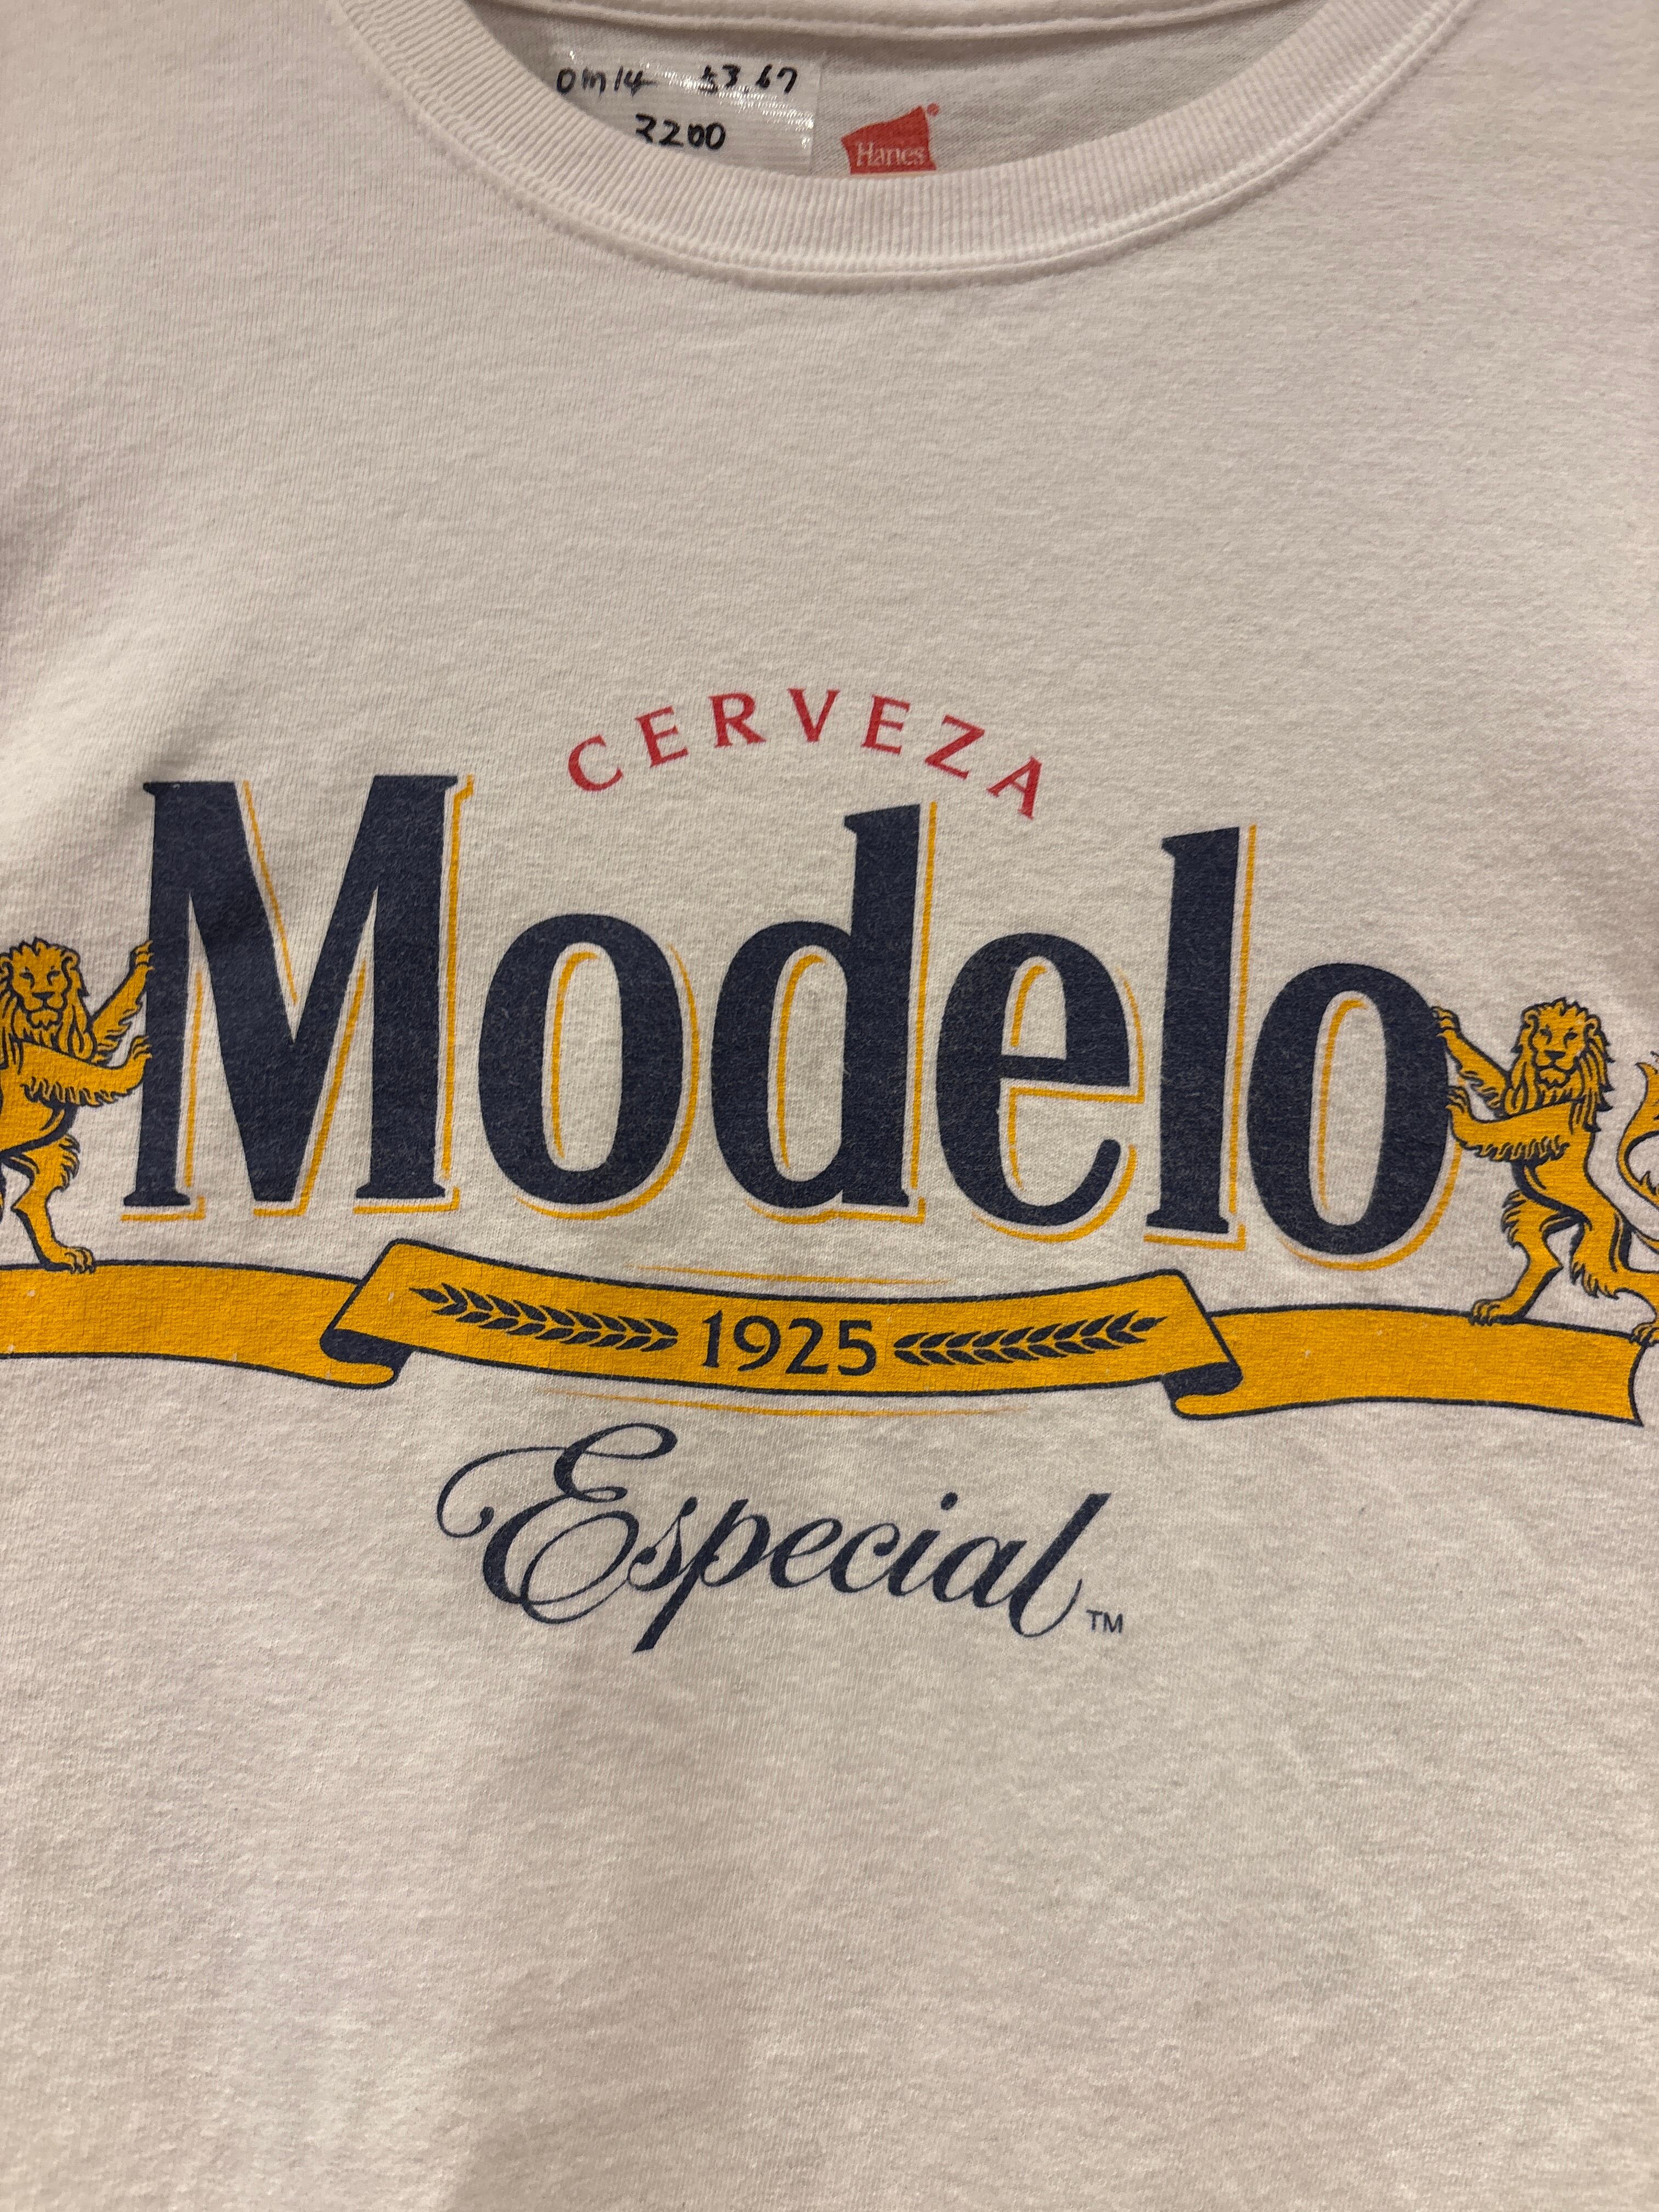 0m14 $3.67
3200
Hanes®
CERVEZA
Modelo
1925
Especial™